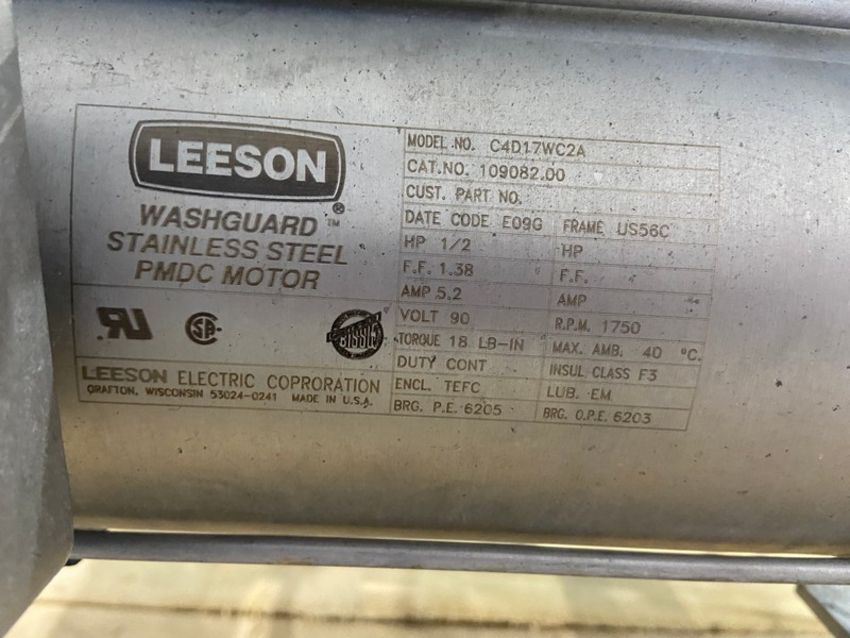 LEESON
®
WASHGUARD™
STAINLESS STEEL
PMDC MOTOR
LEESON ELECTRIC COPRORATION
GRAFTON, WISCONSIN 53024-0241 MADE IN U.S.A.
MODEL NO. C4D17WC2A
CAT.NO. 109082.00
CUST. PART NO.
DATE CODE E09G FRAME US56C
HP 1/2 HP
F.F. 1.38 F.F.
AMP 5.2 AMP
VOLT 90 R.P.M. 1750
TORQUE 18 LB-IN MAX. AMB. 40 °C.
DUTY CONT INSUL CLASS F3
ENCL. TEFC LUB. EM
BRG. P.E. 6205 BRG. O.P.E. 6203